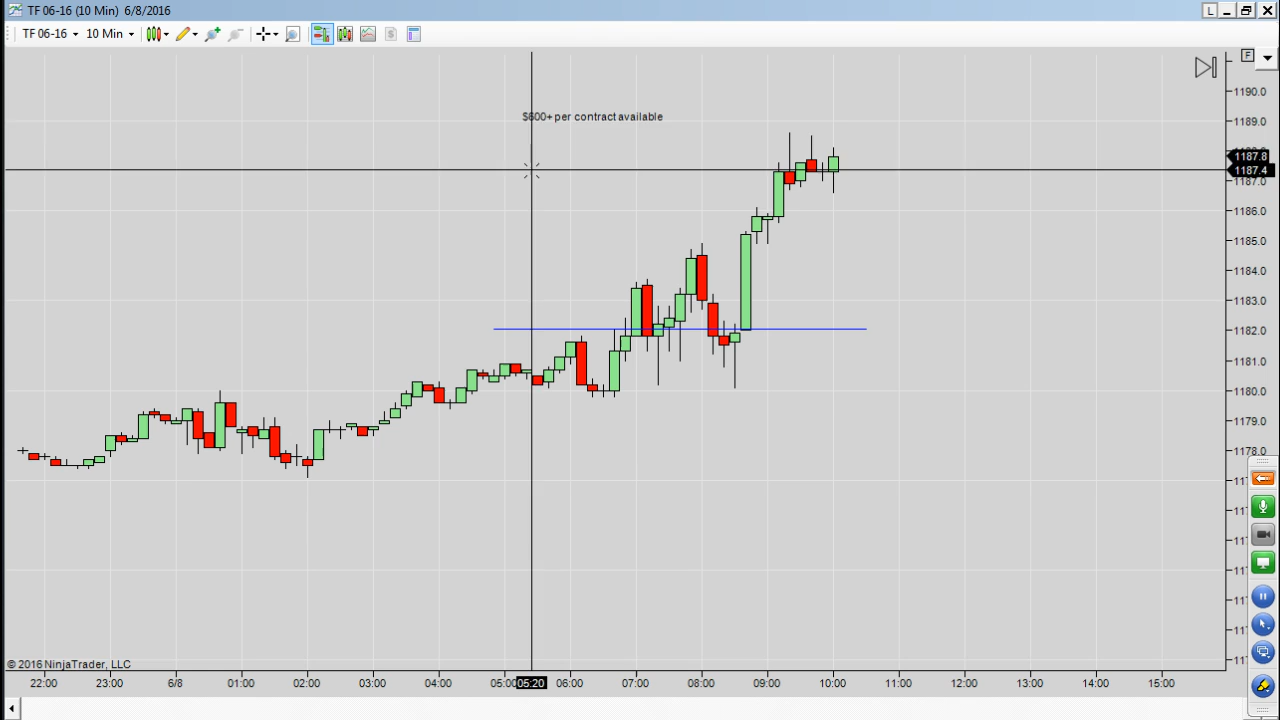 TF 06-16 (10 Min) 6/8/2016
L
TF 06-16 10 Min
$
F
$600+ per contract available
1190.0
1189.0
1187.8
1187.4
1187.0
1186.0
1185.0
1184.0
1183.0
1182.0
1181.0
1180.0
1179.0
1178.0
© 2016 NinjaTrader, LLC
22:00 23:00 6/8 01:00 02:00 03:00 04:00 05:00 05:20 06:00 07:00 08:00 09:00 10:00 11:00 12:00 13:00 14:00 15:00